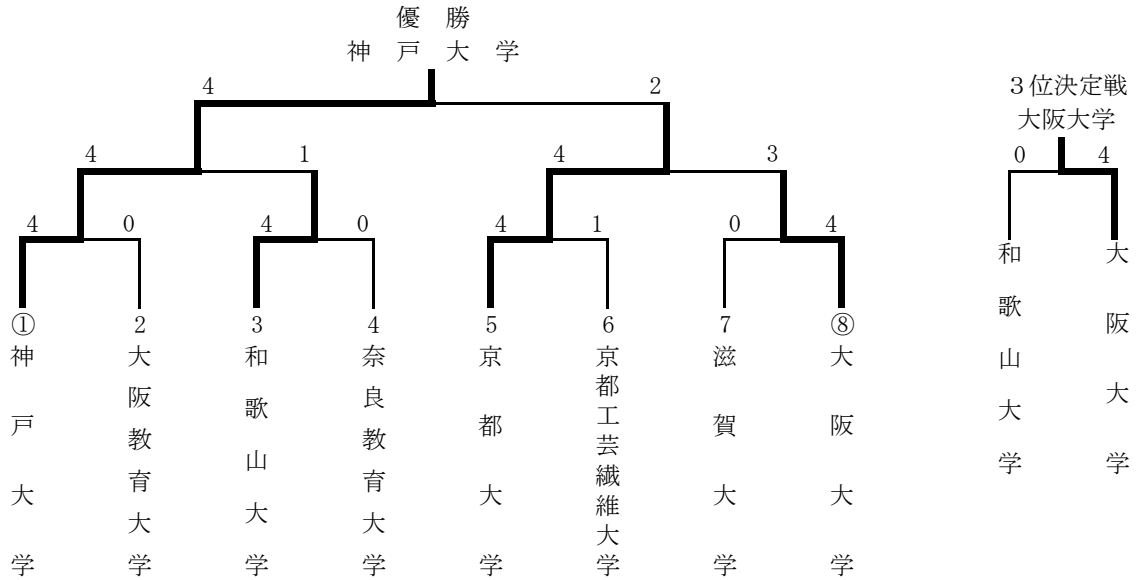 優 勝
神 戸 大 学
4 2
3位決定戦
大阪大学
4 1 4 3
0 4
4 0 4 0 4 1 0 4
① 2 3 4 5 6 7 ⑧
神戸大学
大阪教育大学
和歌山大学
奈良教育大学
京都大学
京都工芸繊維大学
滋賀大学
大阪大学
和歌山大学
大阪大学